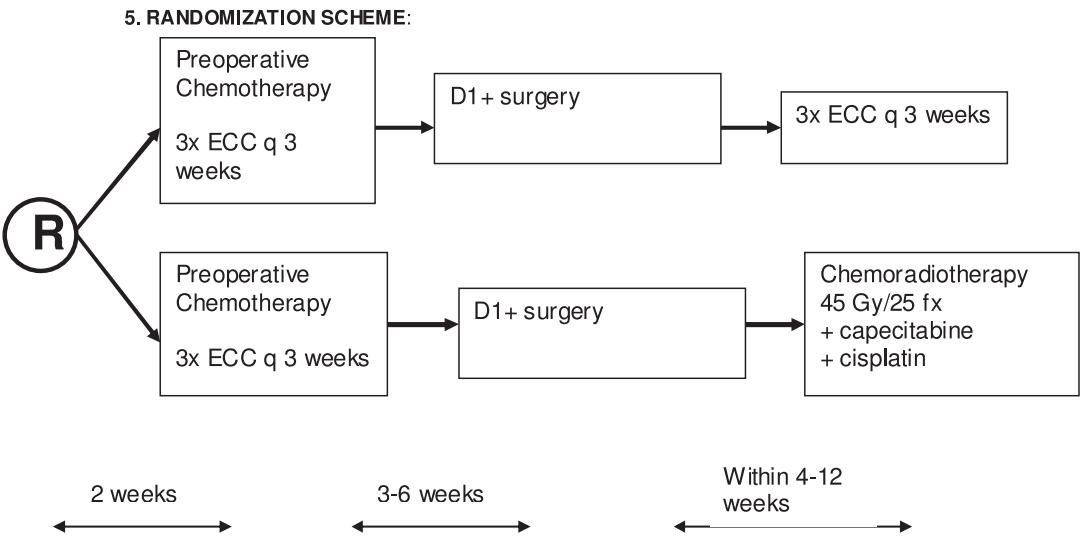 5. RANDOMIZATION SCHEME:
Preoperative
Chemotherapy
3x ECC q 3
weeks
D1+ surgery
3x ECC q 3 weeks
R
Preoperative
Chemotherapy
3x ECC q 3 weeks
D1+ surgery
Chemoradiotherapy
45 Gy/25 fx
+ capecitabine
+ cisplatin
2 weeks
3-6 weeks
Within 4-12
weeks